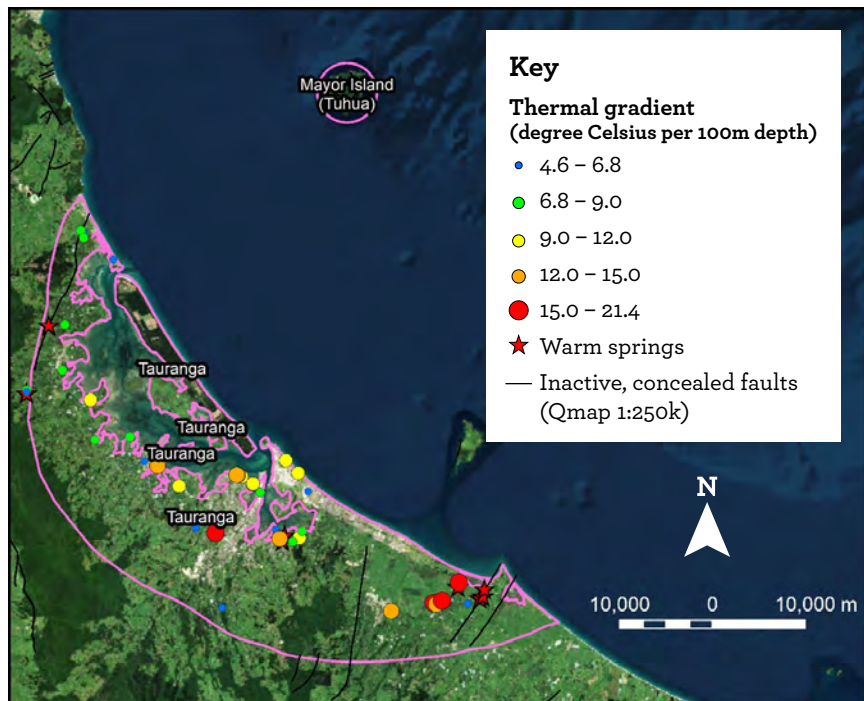 Mayor Island
(Tuhua)
Key
Thermal gradient
(degree Celsius per 100m depth)
4.6 – 6.8
6.8 – 9.0
9.0 – 12.0
12.0 – 15.0
15.0 – 21.4
Warm springs
Inactive, concealed faults
(Qmap 1:250k)
Tauranga
Tauranga
Tauranga
Tauranga
N
10,000 0 10,000 m